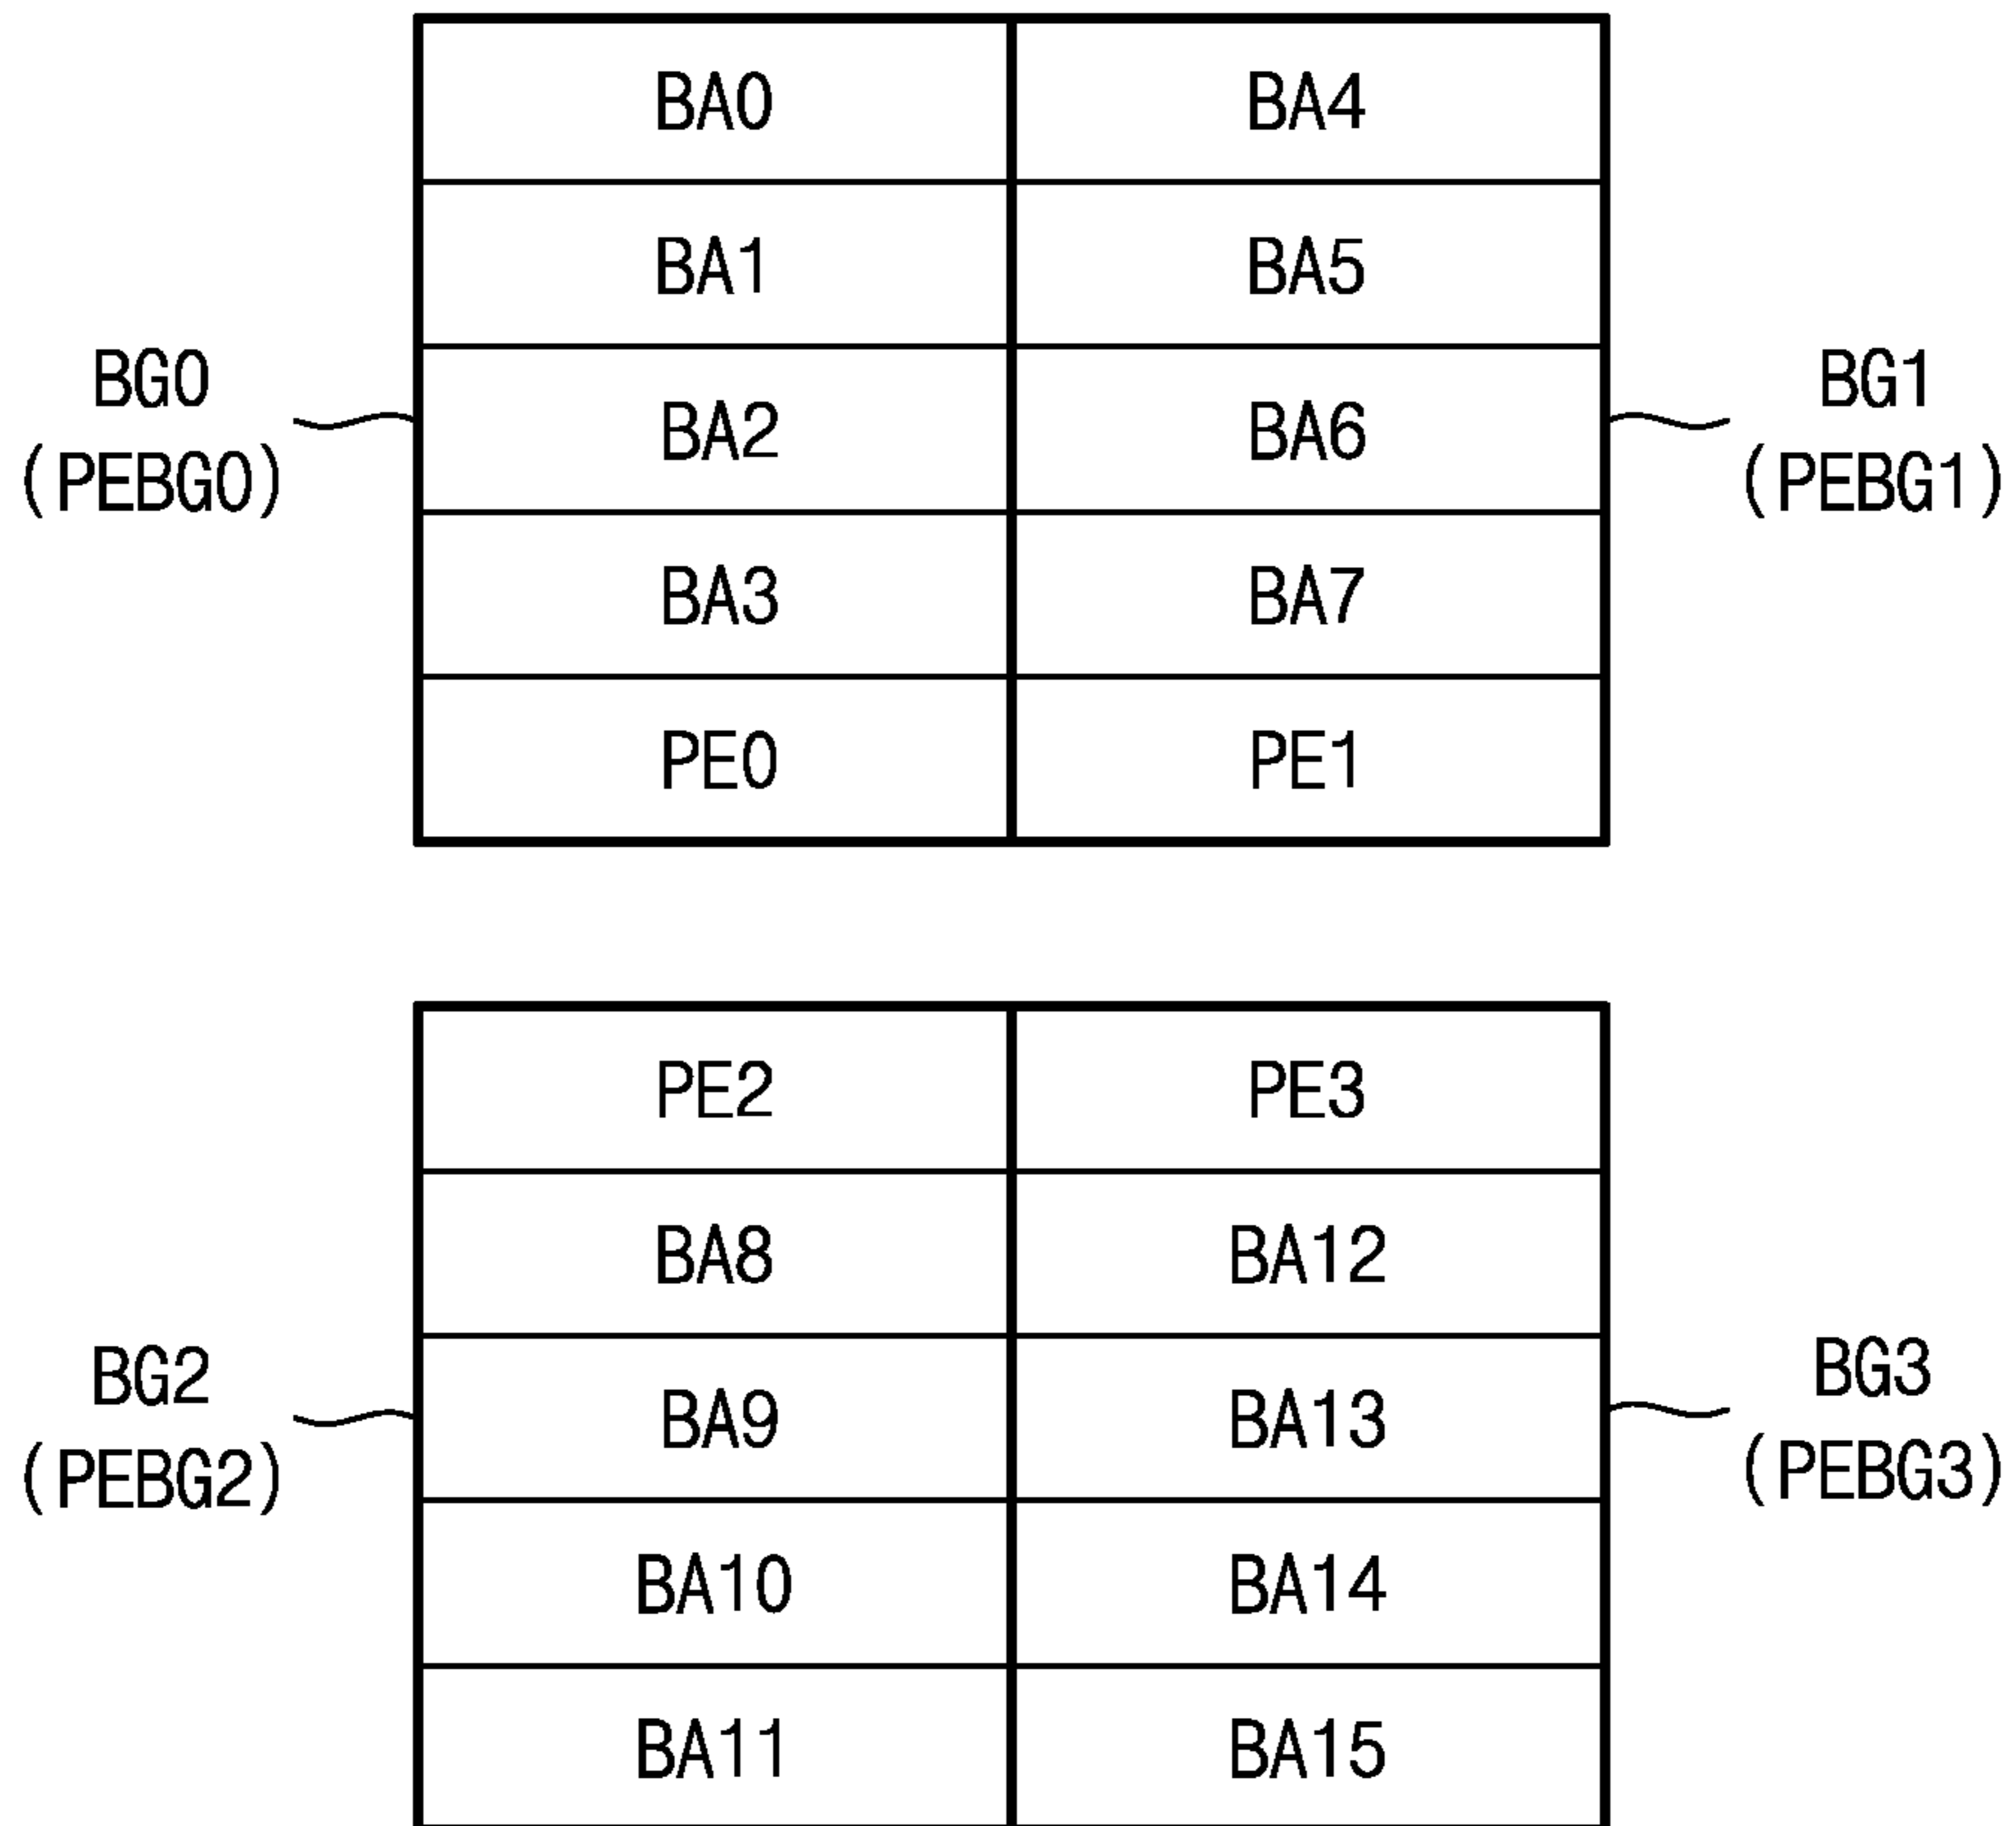 BA0 BA4
BA1 BA5
BG0
(PEBG0)
BA2 BA6
BG1
(PEBG1)
BA3 BA7
PE0 PE1
PE2 PE3
BA8 BA12
BG2
(PEBG2)
BA9 BA13
BG3
(PEBG3)
BA10 BA14
BA11 BA15